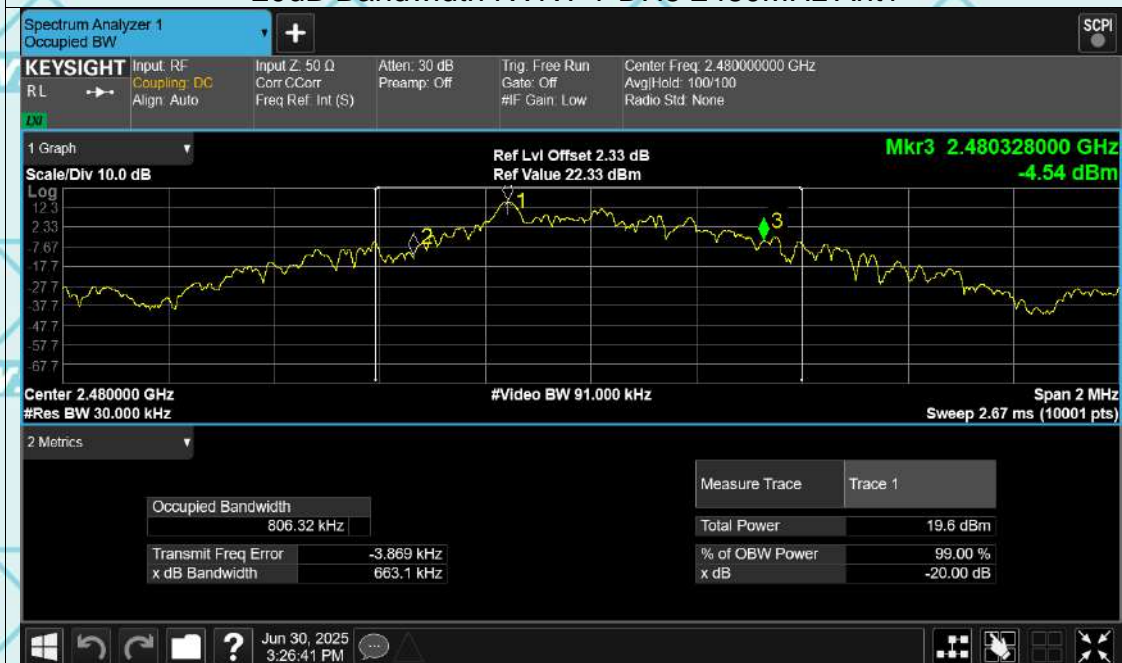 Spectrum Analyzer 1
Occupied BW
+
SCPI
KEYSIGHT
RL
LXI
Input: RF
Coupling: DC
Align: Auto
Input Z: 50 Ω
Corr CCorr
Freq Ref: Int (S)
Atten: 30 dB
Preamp: Off
Trig: Free Run
Gate: Off
#IF Gain: Low
Center Freq: 2.480000000 GHz
Avg|Hold: 100/100
Radio Std: None
1 Graph
Scale/Div 10.0 dB
Ref Lvl Offset 2.33 dB
Ref Value 22.33 dBm
Mkr3 2.480328000 GHz
-4.54 dBm
Log
12.3
2.33
-7.67
-17.7
-27.7
-37.7
-47.7
-57.7
-67.7
1
2
3
Center 2.480000 GHz
#Video BW 91.000 kHz
Span 2 MHz
#Res BW 30.000 kHz
Sweep 2.67 ms (10001 pts)
2 Metrics
Measure Trace Trace 1
Occupied Bandwidth
806.32 kHz
Total Power 19.6 dBm
Transmit Freq Error -3.869 kHz
% of OBW Power 99.00 %
x dB Bandwidth 663.1 kHz
x dB -20.00 dB
?
Jun 30, 2025
3:26:41 PM